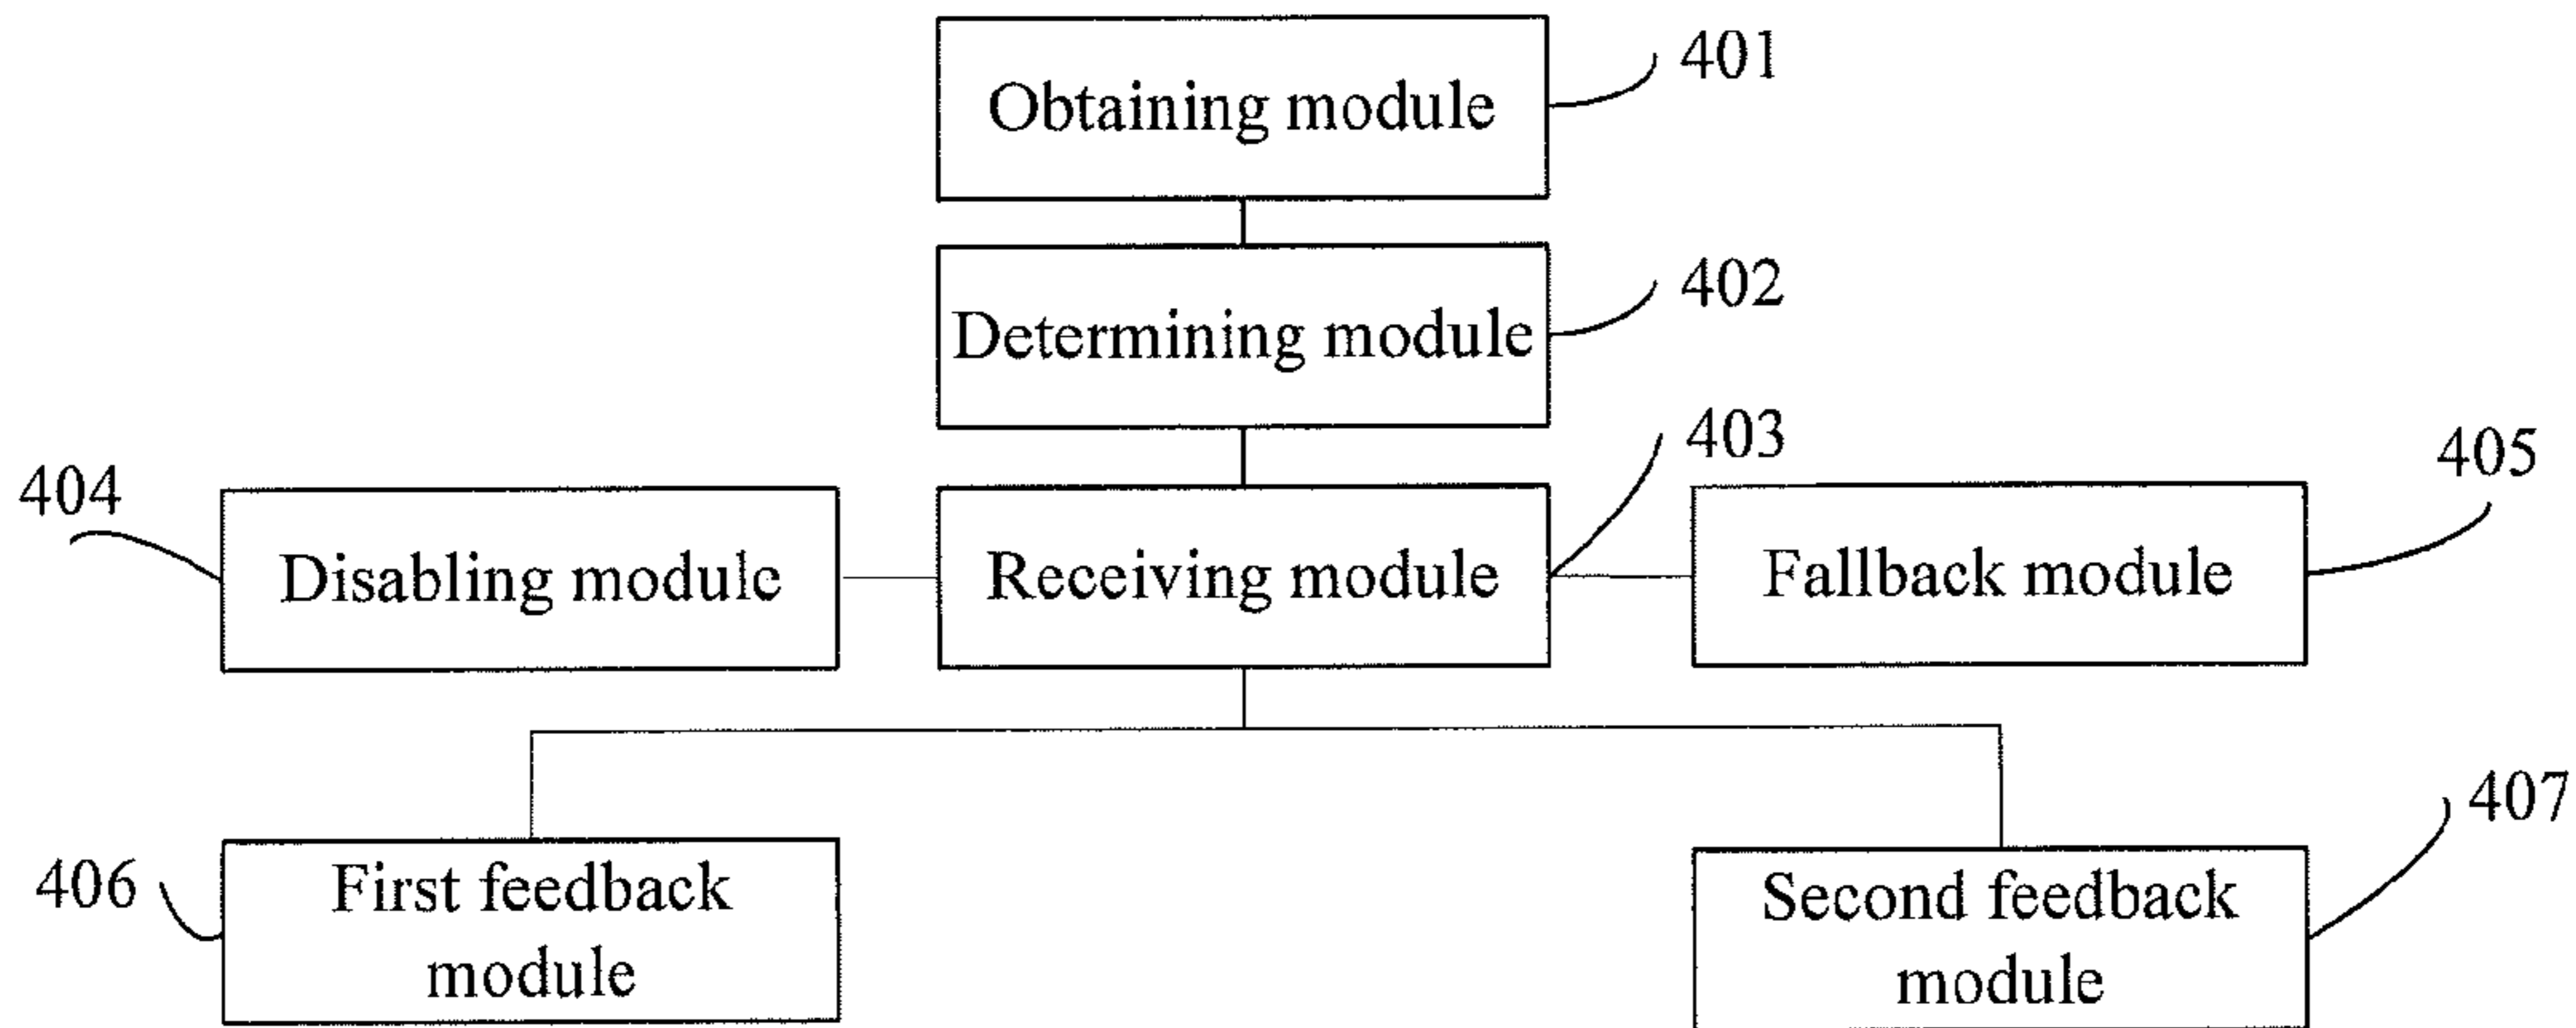 401
Obtaining module
402
Determining module
403
404
405
Disabling module
Receiving module
Fallback module
406
First feedback
module
407
Second feedback
module